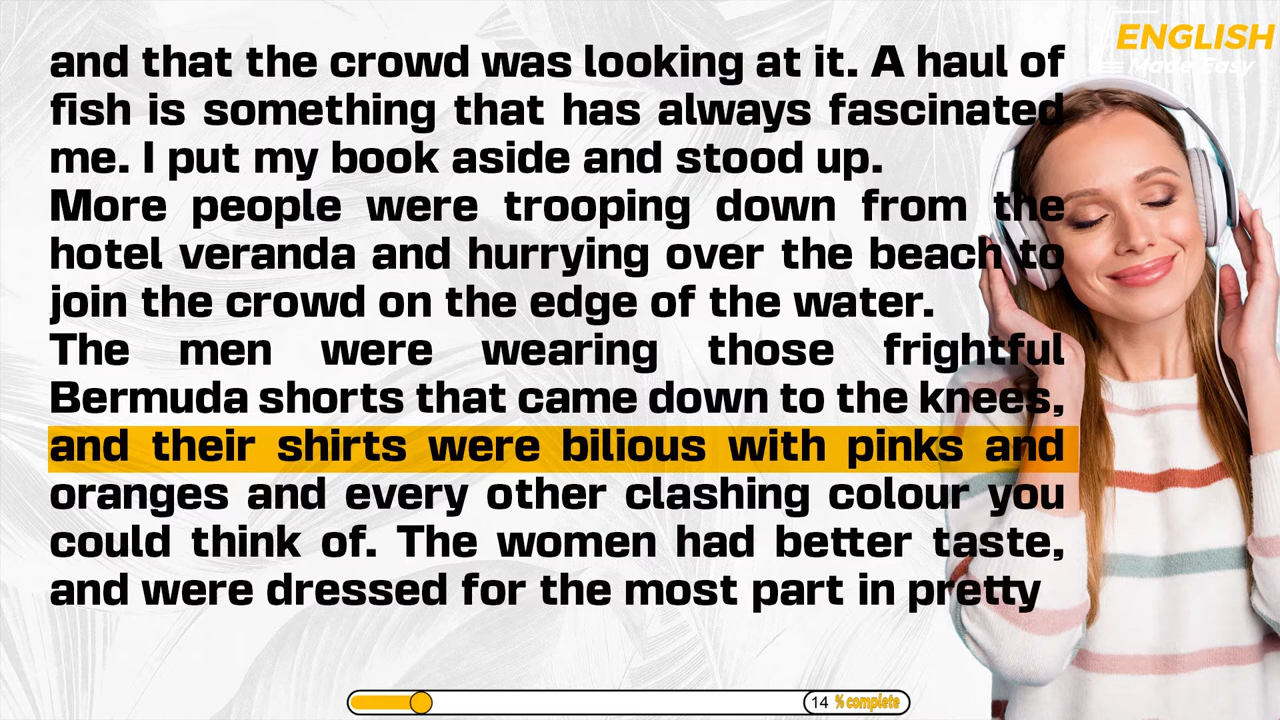 ENGLISH
Made Easy
and that the crowd was looking at it. A haul of
fish is something that has always fascinated
me. I put my book aside and stood up.
More people were trooping down from the
hotel veranda and hurrying over the beach to
join the crowd on the edge of the water.
The men were wearing those frightful
Bermuda shorts that came down to the knees,
and their shirts were bilious with pinks and
oranges and every other clashing colour you
could think of. The women had better taste,
and were dressed for the most part in pretty
14 % complete